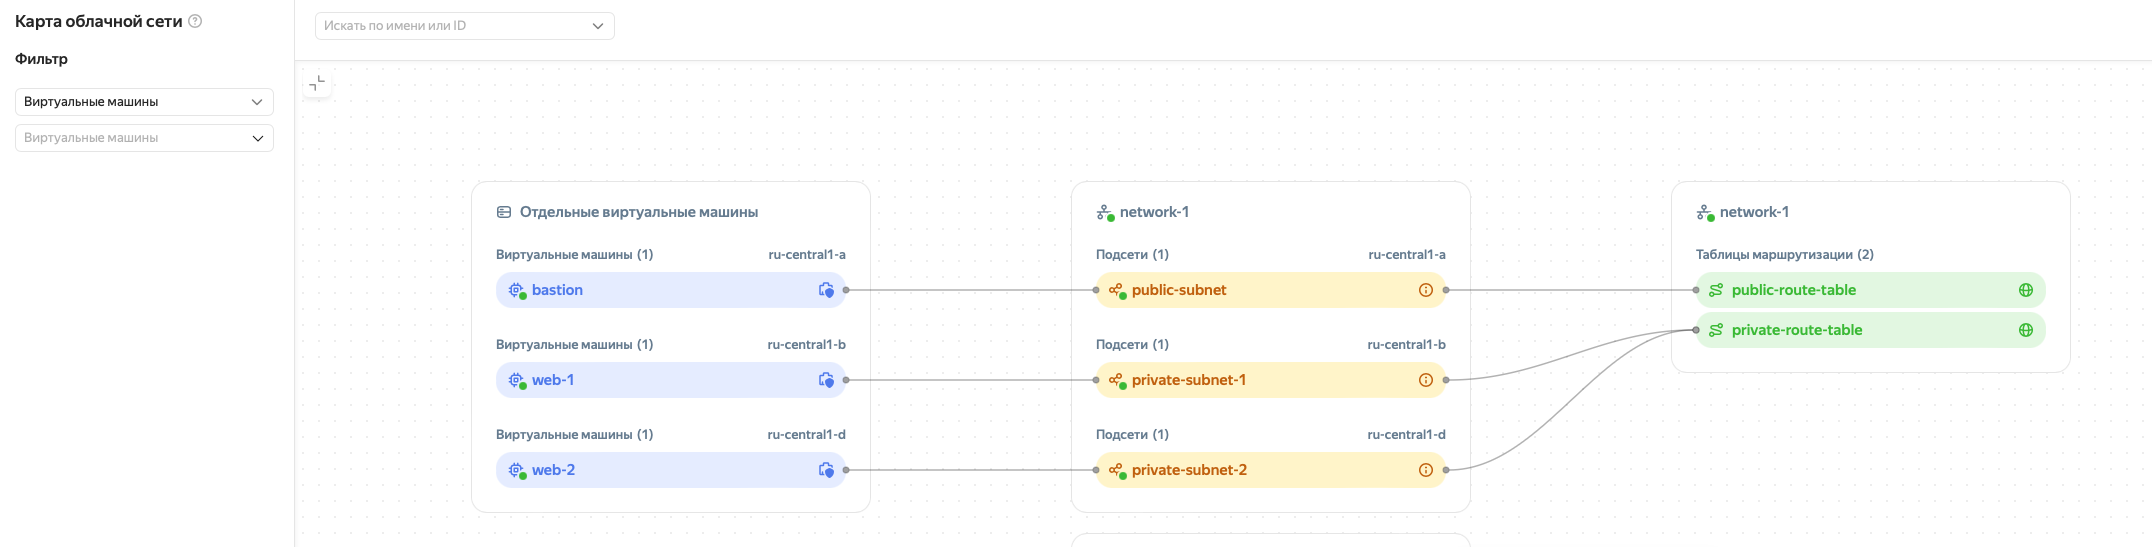 Карта облачной сети
Фильтр
Виртуальные машины
Виртуальные машины
Искать по имени или ID
Отдельные виртуальные машины
Виртуальные машины (1) ru-central1-a
bastion
Виртуальные машины (1) ru-central1-b
web-1
Виртуальные машины (1) ru-central1-d
web-2
network-1
Подсети (1) ru-central1-a
public-subnet
Подсети (1) ru-central1-b
private-subnet-1
Подсети (1) ru-central1-d
private-subnet-2
network-1
Таблицы маршрутизации (2)
public-route-table
private-route-table